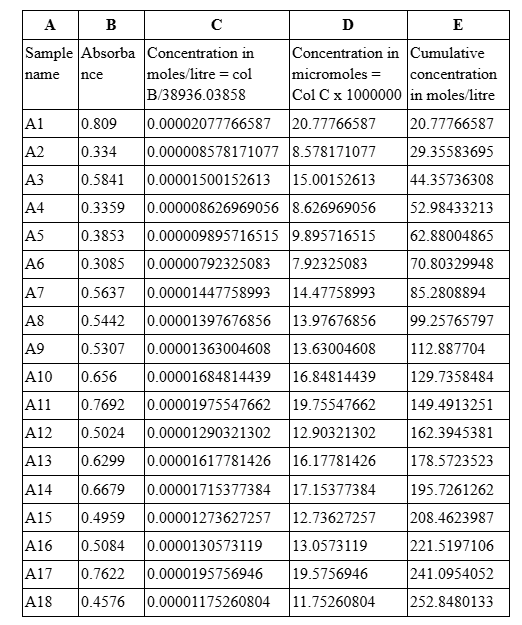 A B C D E
Sample name Absorba nce Concentration in moles/litre = col B/38936.03858 Concentration in micromoles = Col C x 1000000 Cumulative concentration in moles/litre
A1 0.809 0.00002077766587 20.77766587 20.77766587
A2 0.334 0.000008578171077 8.578171077 29.35583695
A3 0.5841 0.00001500152613 15.00152613 44.35736308
A4 0.3359 0.000008626969056 8.626969056 52.98433213
A5 0.3853 0.000009895716515 9.895716515 62.88004865
A6 0.3085 0.00000792325083 7.92325083 70.80329948
A7 0.5637 0.00001447758993 14.47758993 85.2808894
A8 0.5442 0.00001397676856 13.97676856 99.25765797
A9 0.5307 0.00001363004608 13.63004608 112.887704
A10 0.656 0.00001684814439 16.84814439 129.7358484
A11 0.7692 0.00001975547662 19.75547662 149.4913251
A12 0.5024 0.00001290321302 12.90321302 162.3945381
A13 0.6299 0.00001617781426 16.17781426 178.5723523
A14 0.6679 0.00001715377384 17.15377384 195.7261262
A15 0.4959 0.00001273627257 12.73627257 208.4623987
A16 0.5084 0.0000130573119 13.0573119 221.5197106
A17 0.7622 0.0000195756946 19.5756946 241.0954052
A18 0.4576 0.00001175260804 11.75260804 252.8480133